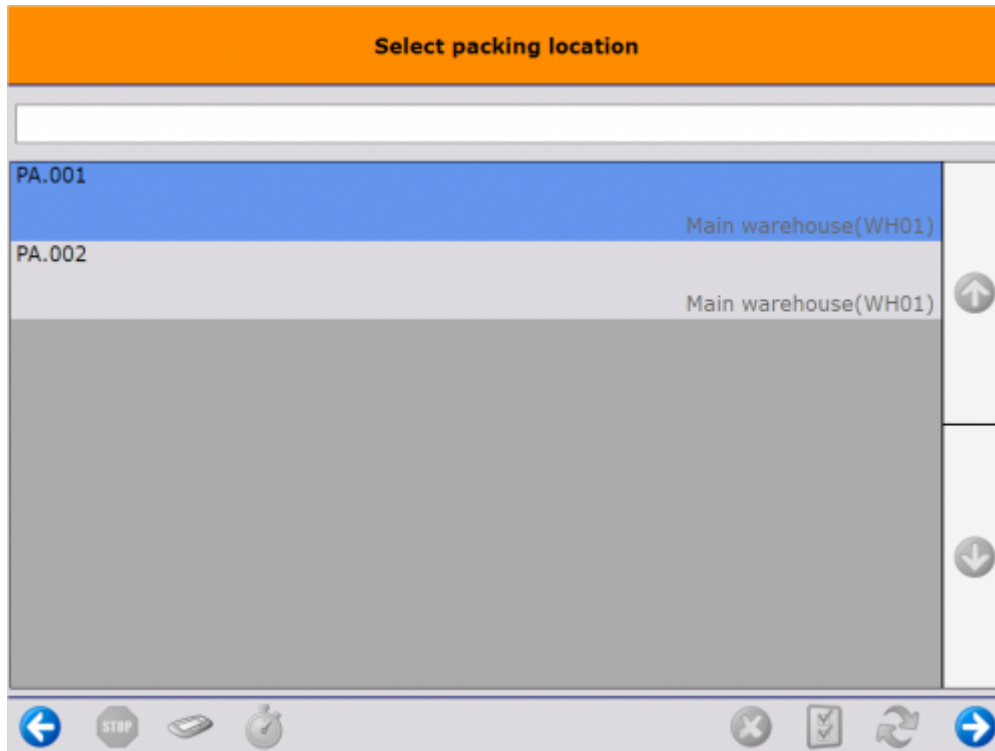 Select packing location
PA.001
Main warehouse(WH01)
PA.002
Main warehouse(WH01)
STOP